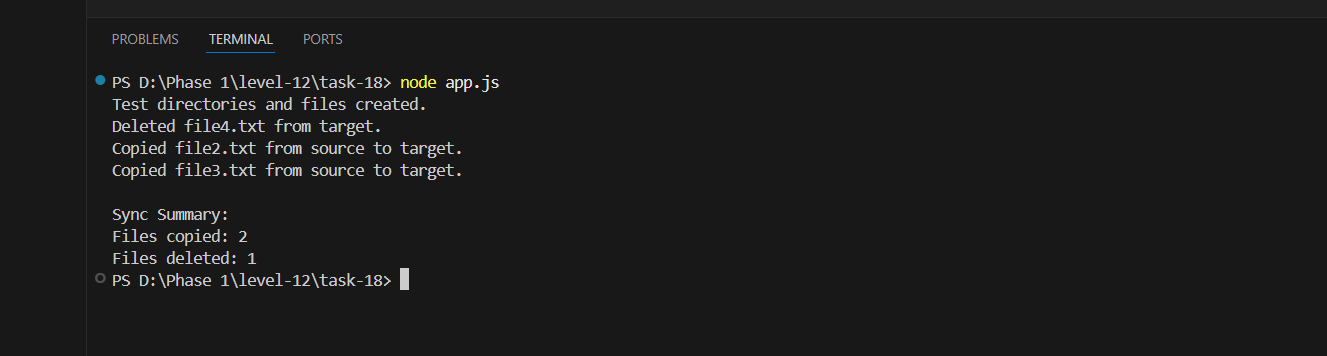 PROBLEMS TERMINAL PORTS
PS D:\Phase 1\level-12\task-18> node app.js
Test directories and files created.
Deleted file4.txt from target.
Copied file2.txt from source to target.
Copied file3.txt from source to target.
Sync Summary:
Files copied: 2
Files deleted: 1
PS D:\Phase 1\level-12\task-18>